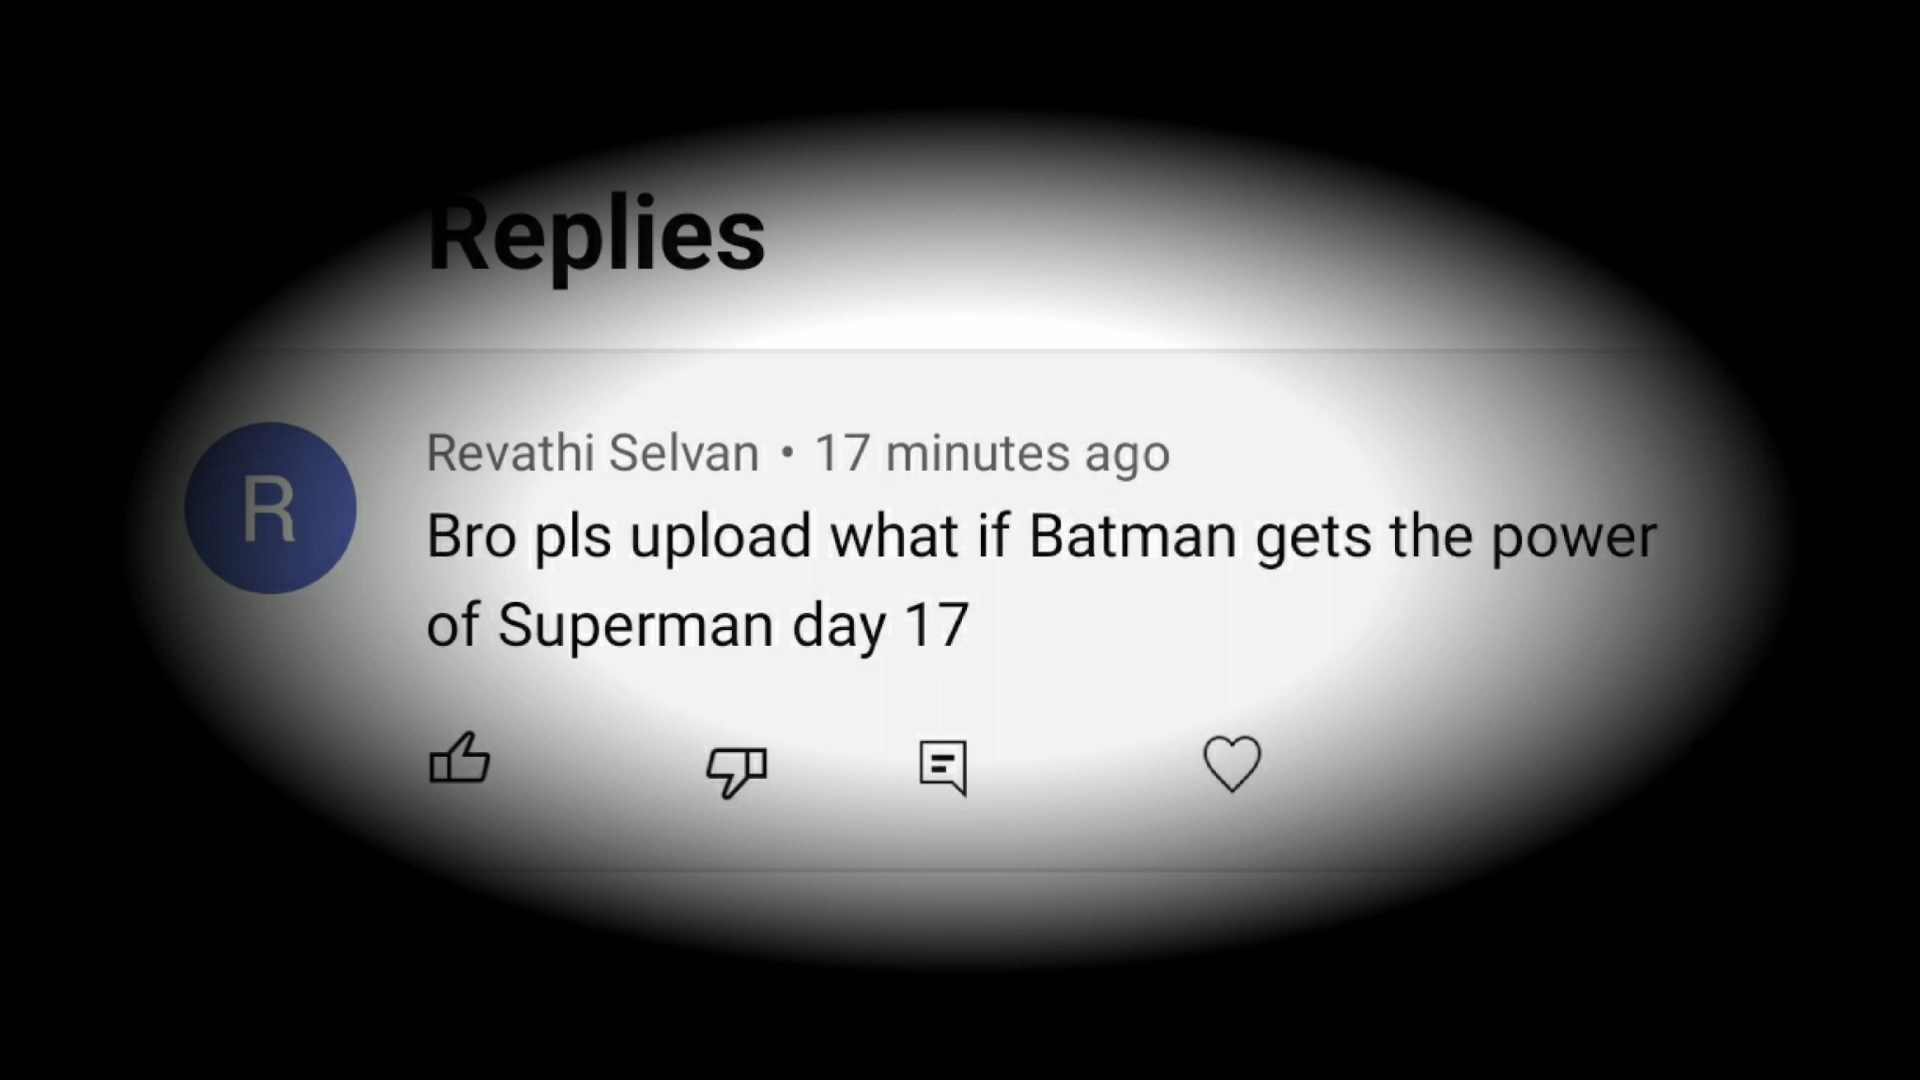 Replies
R
Revathi Selvan • 17 minutes ago
Bro pls upload what if Batman gets the power
of Superman day 17